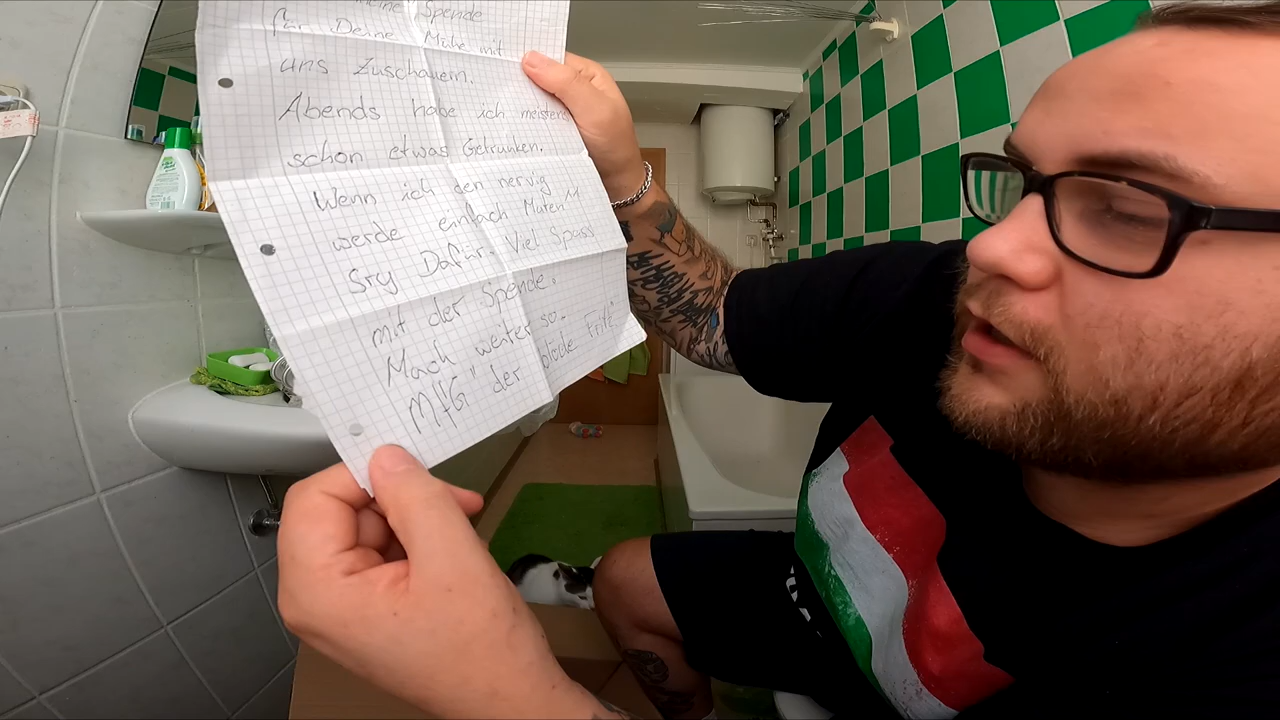 kleine Spende
für Deine Mühe mit
uns Zuschauern.
Abends habe ich meistens
schon etwas Getrunken.
Wenn ich den nervig
werde einfach Muten^^
Sry Dafür. Viel Spass
mit der Spende.
Mach weiter so.
MfG "der blöde Fritz"